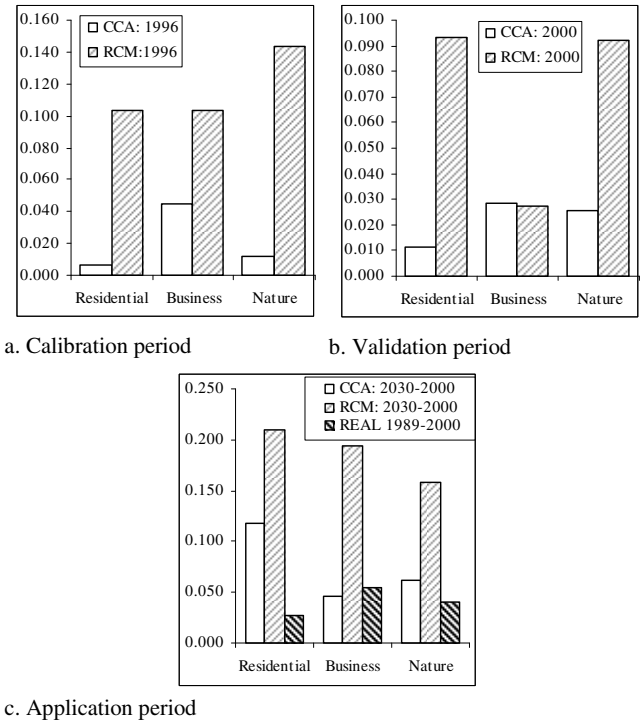 0.160
0.140
0.120
0.100
0.080
0.060
0.040
0.020
0.000
CCA: 1996
RCM:1996
Residential Business Nature
a. Calibration period
0.100
0.090
0.080
0.070
0.060
0.050
0.040
0.030
0.020
0.010
0.000
CCA: 2000
RCM: 2000
Residential Business Nature
b. Validation period
0.250
0.200
0.150
0.100
0.050
0.000
CCA: 2030-2000
RCM: 2030-2000
REAL 1989-2000
Residential Business Nature
c. Application period